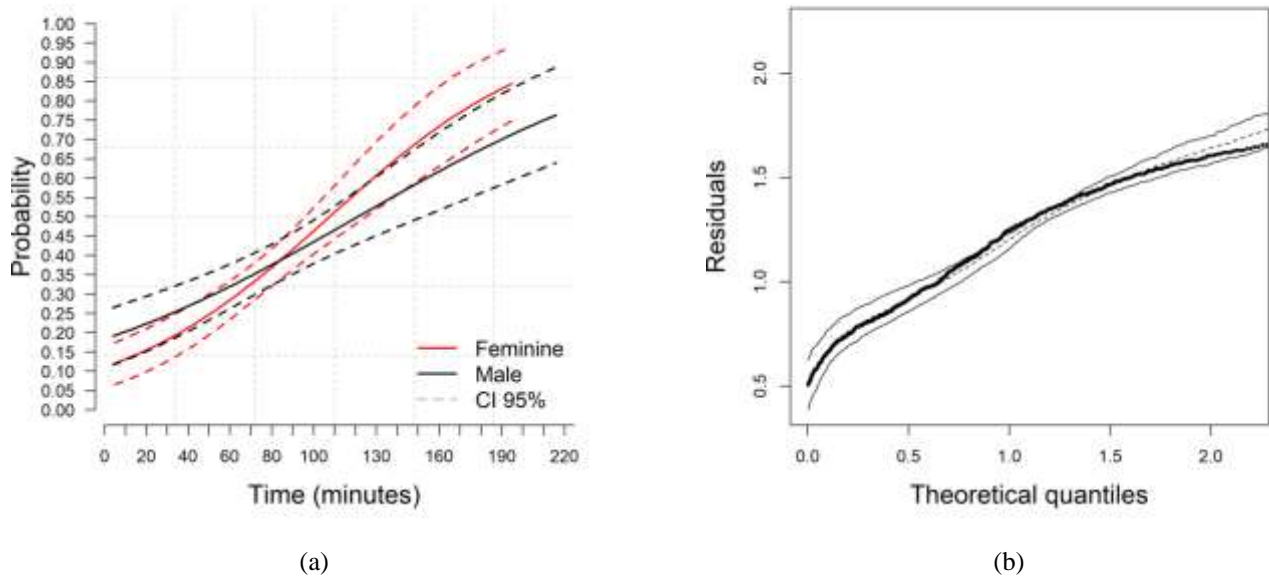 1.00
0.95
0.90
0.85
0.80
0.75
0.70
0.65
0.60
0.55
0.50
0.45
0.40
0.35
0.30
0.25
0.20
0.15
0.10
0.05
0.00
Probability
Feminine
Male
CI 95%
0 20 40 60 80 100 130 160 190 220
Time (minutes)
(a)
2.0
1.5
1.0
0.5
Residuals
0.0 0.5 1.0 1.5 2.0
Theoretical quantiles
(b)